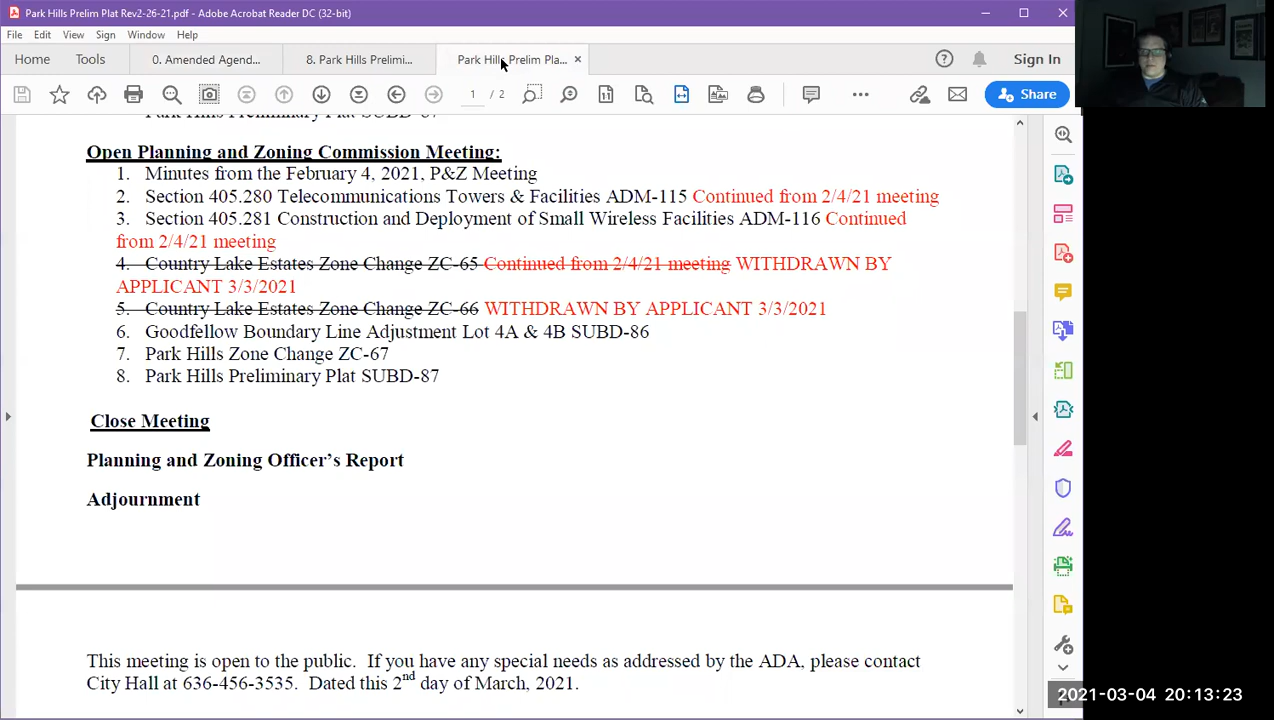 Park Hills Prelim Plat Rev2-26-21.pdf - Adobe Acrobat Reader DC (32-bit)
File Edit View Sign Window Help
Home Tools 0. Amended Agend... 8. Park Hills Prelimi... Park Hills Prelim Pla... × Sign In
1 / 2 Share
Park Hills Preliminary Plat SUBD-87
Open Planning and Zoning Commission Meeting:
1. Minutes from the February 4, 2021, P&Z Meeting
2. Section 405.280 Telecommunications Towers & Facilities ADM-115 Continued from 2/4/21 meeting
3. Section 405.281 Construction and Deployment of Small Wireless Facilities ADM-116 Continued
from 2/4/21 meeting
4. Country Lake Estates Zone Change ZC-65 Continued from 2/4/21 meeting WITHDRAWN BY
APPLICANT 3/3/2021
5. Country Lake Estates Zone Change ZC-66 WITHDRAWN BY APPLICANT 3/3/2021
6. Goodfellow Boundary Line Adjustment Lot 4A & 4B SUBD-86
7. Park Hills Zone Change ZC-67
8. Park Hills Preliminary Plat SUBD-87
Close Meeting
Planning and Zoning Officer's Report
Adjournment
This meeting is open to the public. If you have any special needs as addressed by the ADA, please contact
City Hall at 636-456-3535. Dated this 2nd day of March, 2021.
2021-03-04 20:13:23